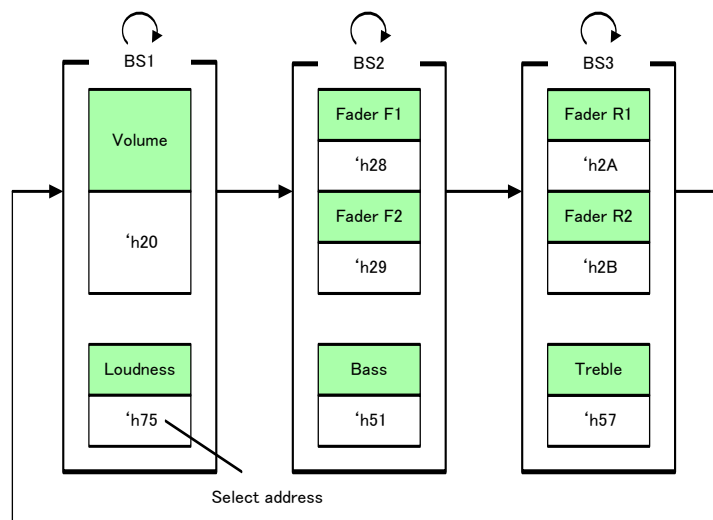 BS1
Volume
‘h20
Loudness
‘h75
BS2
Fader F1
‘h28
Fader F2
‘h29
Bass
‘h51
BS3
Fader R1
‘h2A
Fader R2
‘h2B
Treble
‘h57
Select address